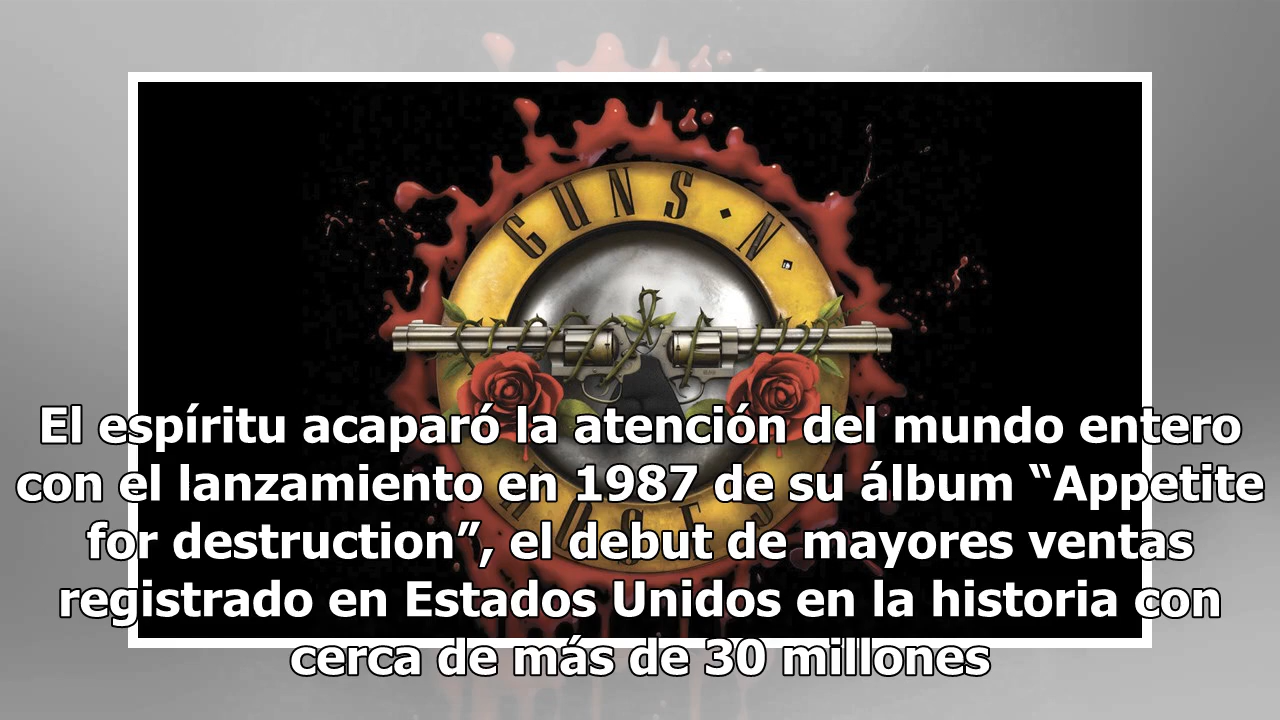 GUNS · N ·
El espíritu acaparó la atención del mundo entero
con el lanzamiento en 1987 de su álbum “Appetite
for destruction”, el debut de mayores ventas
registrado en Estados Unidos en la historia con
cerca de más de 30 millones